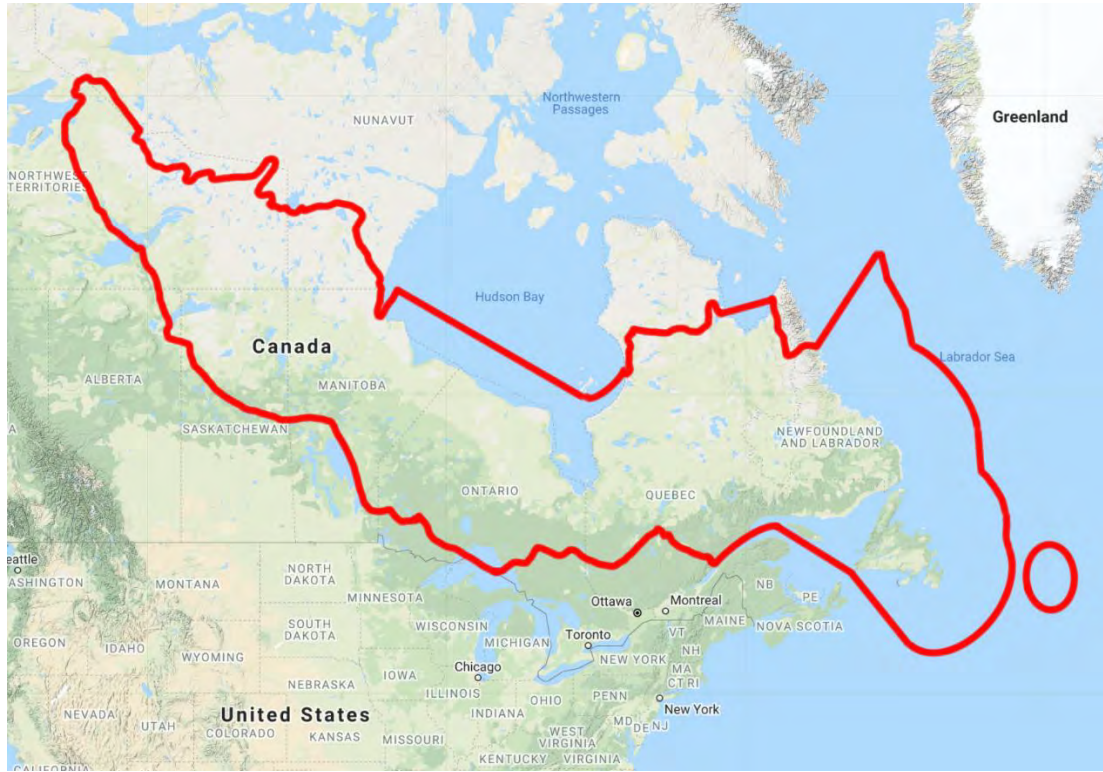 Greenland
Northwestern
Passages
NUNAVUT
NORTHWEST
TERRITORIES
Hudson Bay
Canada
Labrador Sea
ALBERTA
MANITOBA
SASKATCHEWAN
NEWFOUNDLAND
AND LABRADOR
ONTARIO
QUEBEC
eattle
WASHINGTON
MONTANA
NORTH
DAKOTA
MINNESOTA
Ottawa
Montreal
NB
PE
NOVA SCOTIA
MAINE
SOUTH
DAKOTA
WISCONSIN
MICHIGAN
Toronto
VT
NH
OREGON
IDAHO
WYOMING
NEW YORK
MA
CT RI
Chicago
IOWA
NEBRASKA
ILLINOIS
OHIO
PENN
New York
INDIANA
NEVADA
UTAH
United States
COLORADO
KANSAS
MISSOURI
WEST
VIRGINIA
MD
DE
NJ
KENTUCKY
VIRGINIA
CALIFORNIA